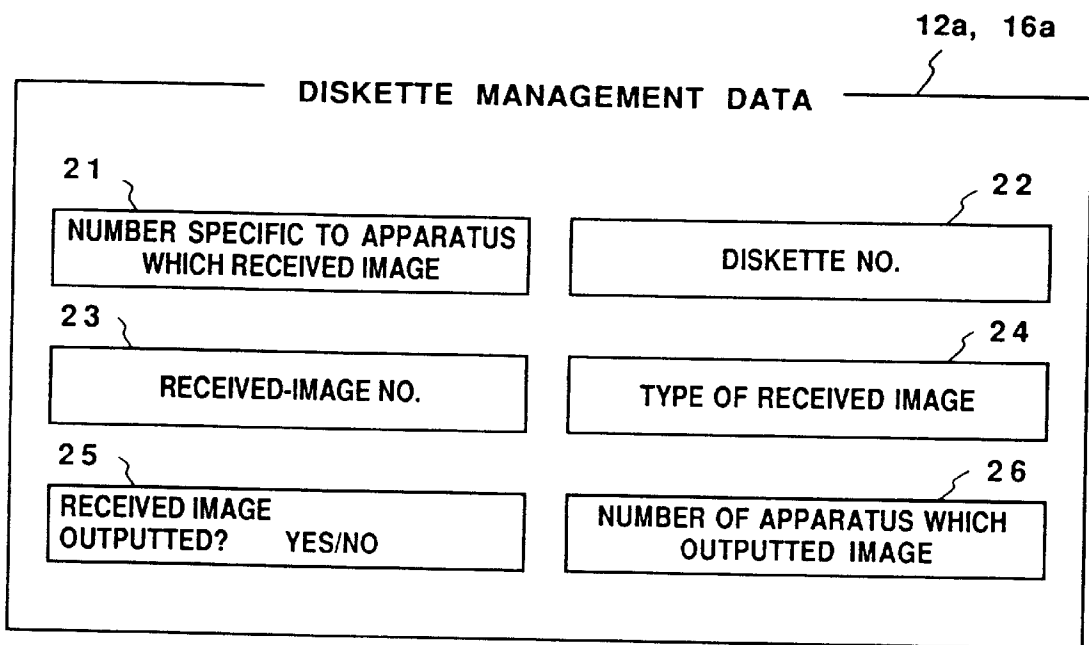 12a, 16a
DISKETTE MANAGEMENT DATA
21
NUMBER SPECIFIC TO APPARATUS
WHICH RECEIVED IMAGE
22
DISKETTE NO.
23
RECEIVED-IMAGE NO.
24
TYPE OF RECEIVED IMAGE
25
RECEIVED IMAGE
OUTPUTTED? YES/NO
26
NUMBER OF APPARATUS WHICH
OUTPUTTED IMAGE